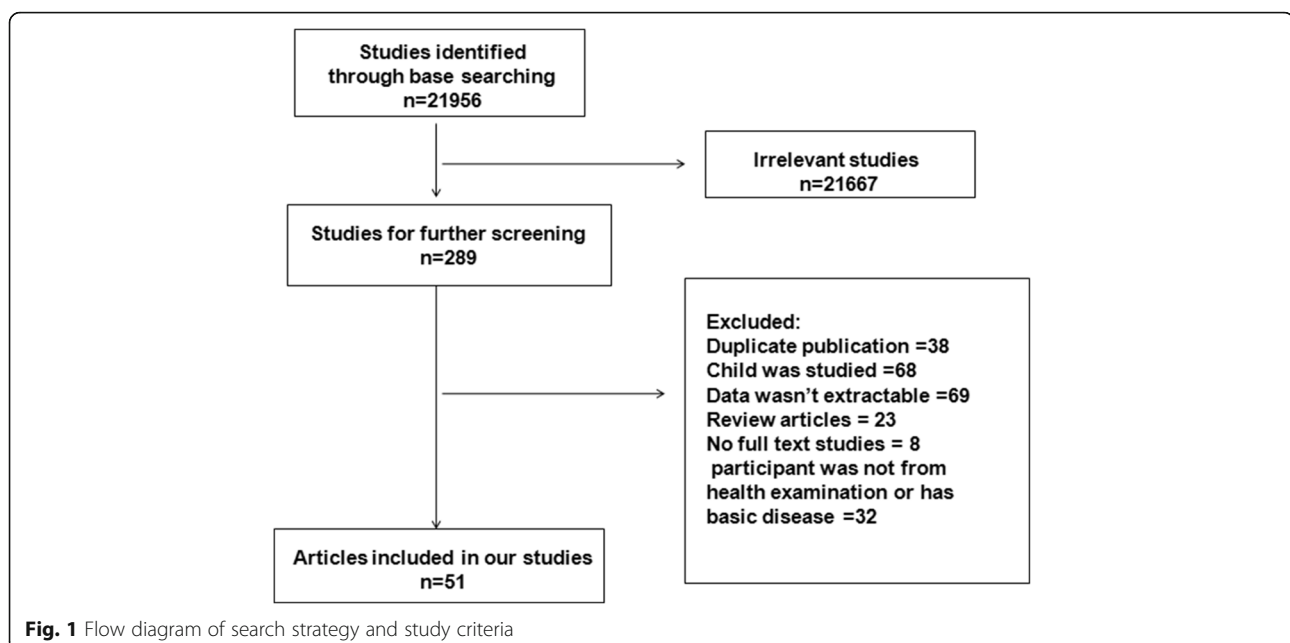 Studies identified
through base searching
n=21956
Irrelevant studies
n=21667
Studies for further screening
n=289
Excluded:
Duplicate publication =38
Child was studied =68
Data wasn't extractable =69
Review articles = 23
No full text studies = 8
participant was not from
health examination or has
basic disease =32
Articles included in our studies
n=51
Fig. 1 Flow diagram of search strategy and study criteria